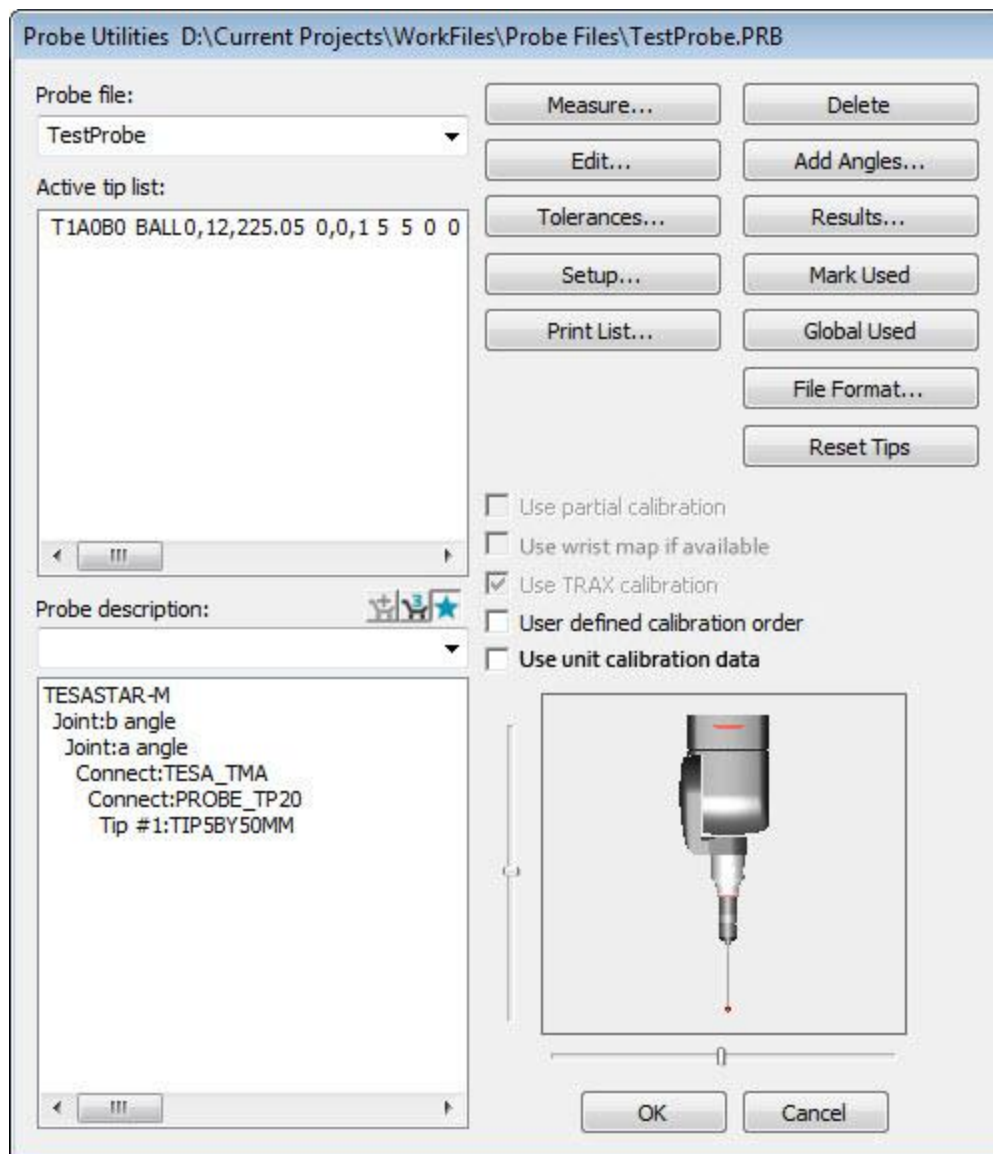 Probe Utilities D:\Current Projects\WorkFiles\Probe Files\TestProbe.PRB
Probe file:
TestProbe
Active tip list:
T1A0B0 BALL0,12,225.05 0,0,1 5 5 0 0
Measure...
Delete
Edit...
Add Angles...
Tolerances...
Results...
Setup...
Mark Used
Print List...
Global Used
File Format...
Reset Tips
Use partial calibration
Use wrist map if available
Use TRAX calibration
User defined calibration order
Use unit calibration data
Probe description:
3
TESASTAR-M
Joint:b angle
Joint:a angle
Connect:TESA_TMA
Connect:PROBE_TP20
Tip #1:TIP5BY50MM
OK
Cancel